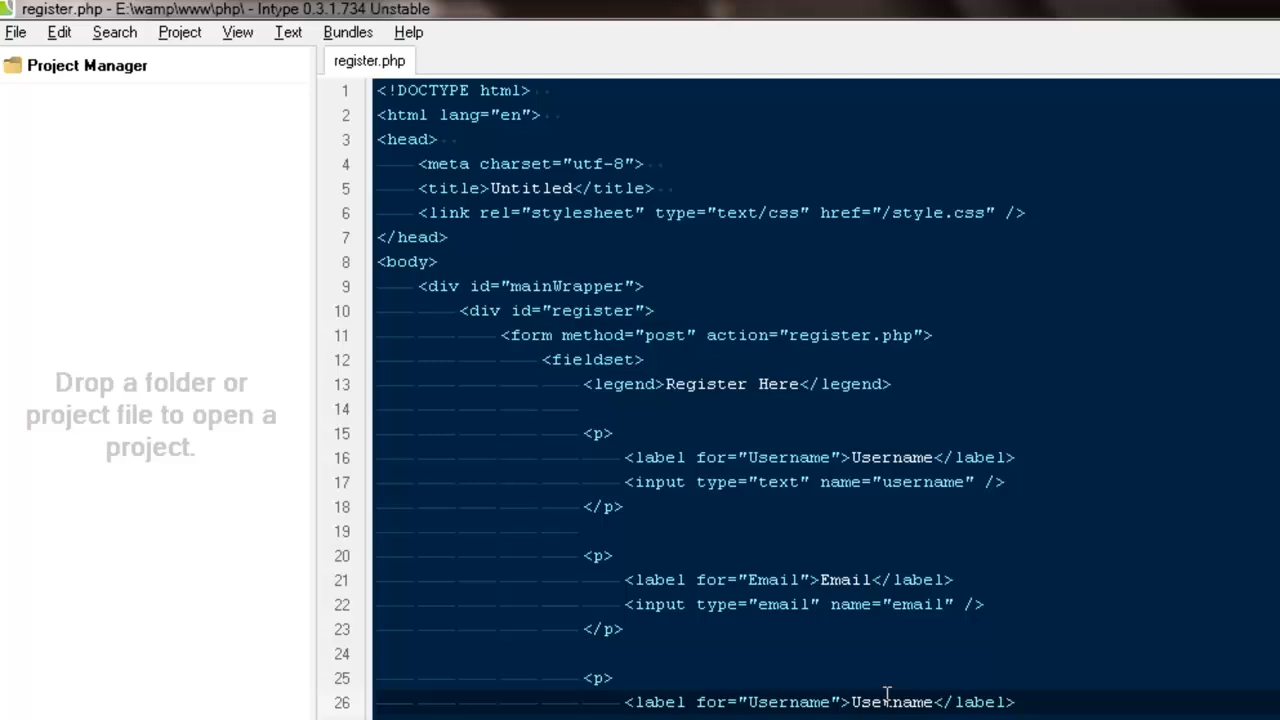 register.php - E:\wamp\www\php\ - Intype 0.3.1.734 Unstable
File Edit Search Project View Text Bundles Help
Project Manager
register.php
Drop a folder or
project file to open a
project.
1 <!DOCTYPE html>
2 <html lang="en">
3 <head>
4 <meta charset="utf-8">
5 <title>Untitled</title>
6 <link rel="stylesheet" type="text/css" href="/style.css" />
7 </head>
8 <body>
9 <div id="mainWrapper">
10 <div id="register">
11 <form method="post" action="register.php">
12 <fieldset>
13 <legend>Register Here</legend>
14
15 <p>
16 <label for="Username">Username</label>
17 <input type="text" name="username" />
18 </p>
19
20 <p>
21 <label for="Email">Email</label>
22 <input type="email" name="email" />
23 </p>
24
25 <p>
26 <label for="Username">Username</label>